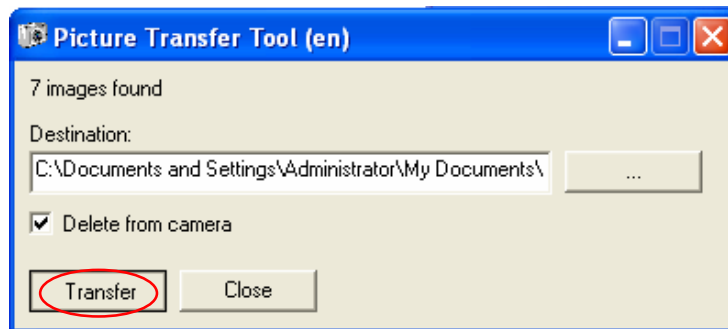 Picture Transfer Tool (en)
7 images found
Destination:
C:\Documents and Settings\Administrator\My Documents\
...
Delete from camera
Transfer
Close